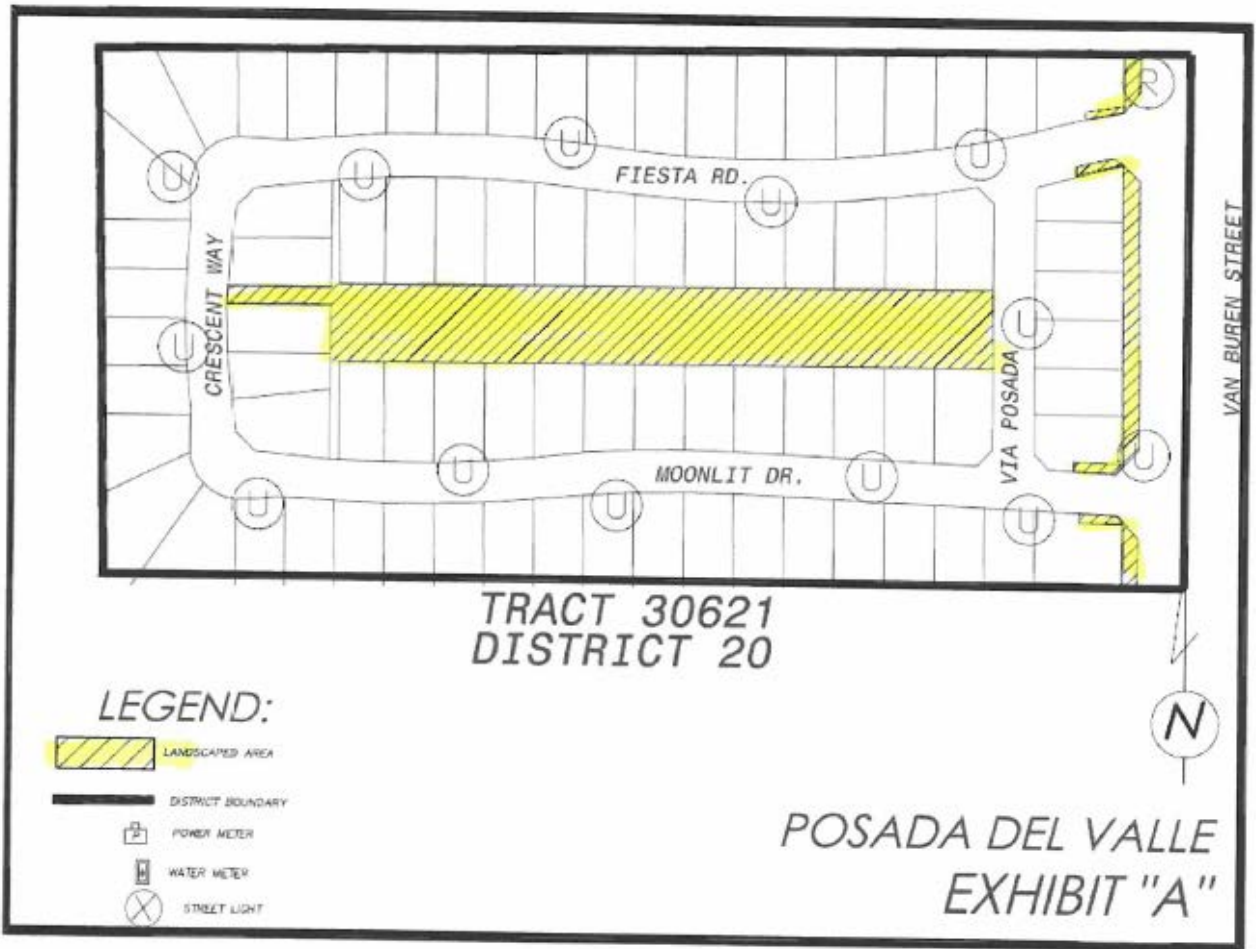 R
U
U
U
U
FIESTA RD.
U
CRESCENT WAY
VAN BUREN STREET
U
U
VIA POSADA
U
U
MOONLIT DR.
U
U
U
U
TRACT 30621
DISTRICT 20
LEGEND:
LANDSCAPED AREA
DISTRICT BOUNDARY
P POWER METER
WATER METER
STREET LIGHT
N
POSADA DEL VALLE
EXHIBIT "A"